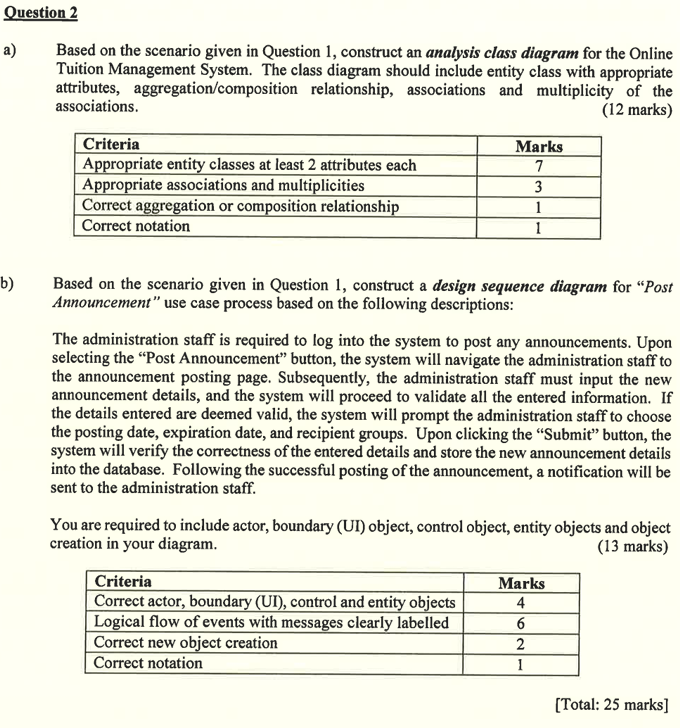 Question 2
a) Based on the scenario given in Question 1, construct an analysis class diagram for the Online
Tuition Management System. The class diagram should include entity class with appropriate
attributes, aggregation/composition relationship, associations and multiplicity of the
associations. (12 marks)
Criteria Marks
Appropriate entity classes at least 2 attributes each 7
Appropriate associations and multiplicities 3
Correct aggregation or composition relationship 1
Correct notation 1
b) Based on the scenario given in Question 1, construct a design sequence diagram for “Post
Announcement” use case process based on the following descriptions:
The administration staff is required to log into the system to post any announcements. Upon
selecting the “Post Announcement” button, the system will navigate the administration staff to
the announcement posting page. Subsequently, the administration staff must input the new
announcement details, and the system will proceed to validate all the entered information. If
the details entered are deemed valid, the system will prompt the administration staff to choose
the posting date, expiration date, and recipient groups. Upon clicking the “Submit” button, the
system will verify the correctness of the entered details and store the new announcement details
into the database. Following the successful posting of the announcement, a notification will be
sent to the administration staff.
You are required to include actor, boundary (UI) object, control object, entity objects and object
creation in your diagram. (13 marks)
Criteria Marks
Correct actor, boundary (UI), control and entity objects 4
Logical flow of events with messages clearly labelled 6
Correct new object creation 2
Correct notation 1
[Total: 25 marks]